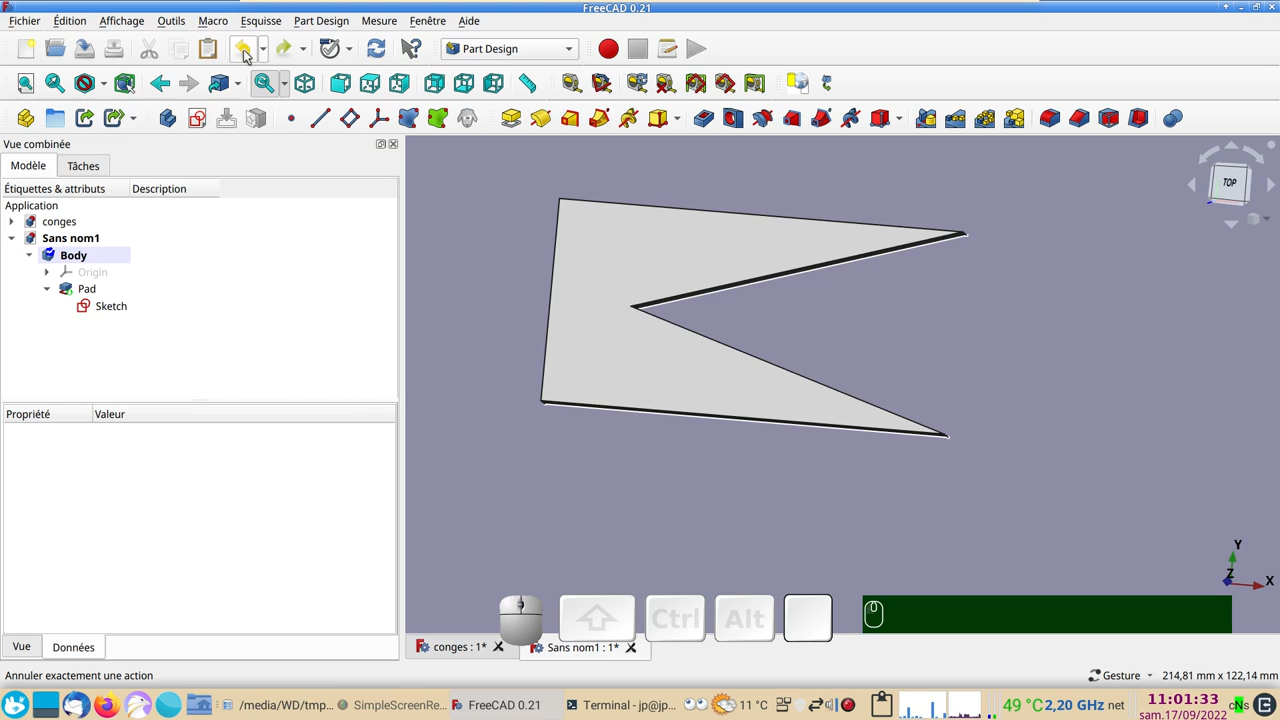 FreeCAD 0.21
Fichier Édition Affichage Outils Macro Esquisse Part Design Mesure Fenêtre Aide
Part Design
Vue combinée
Modèle Tâches
Étiquettes & attributs Description
Application
conges
Sans nom1
Body
Origin
Pad
Sketch
Propriété Valeur
TOP
Y
Z X
Ctrl Alt
Vue Données
conges : 1* Sans nom1 : 1*
Annuler exactement une action
Gesture 214,81 mm x 122,14 mm
/media/WD/tmp... SimpleScreenRe... FreeCAD 0.21 Terminal - jp@jp... 11 °C 49 °C 2,20 GHz net 11:01:33
sam.17/09/2022
cNs